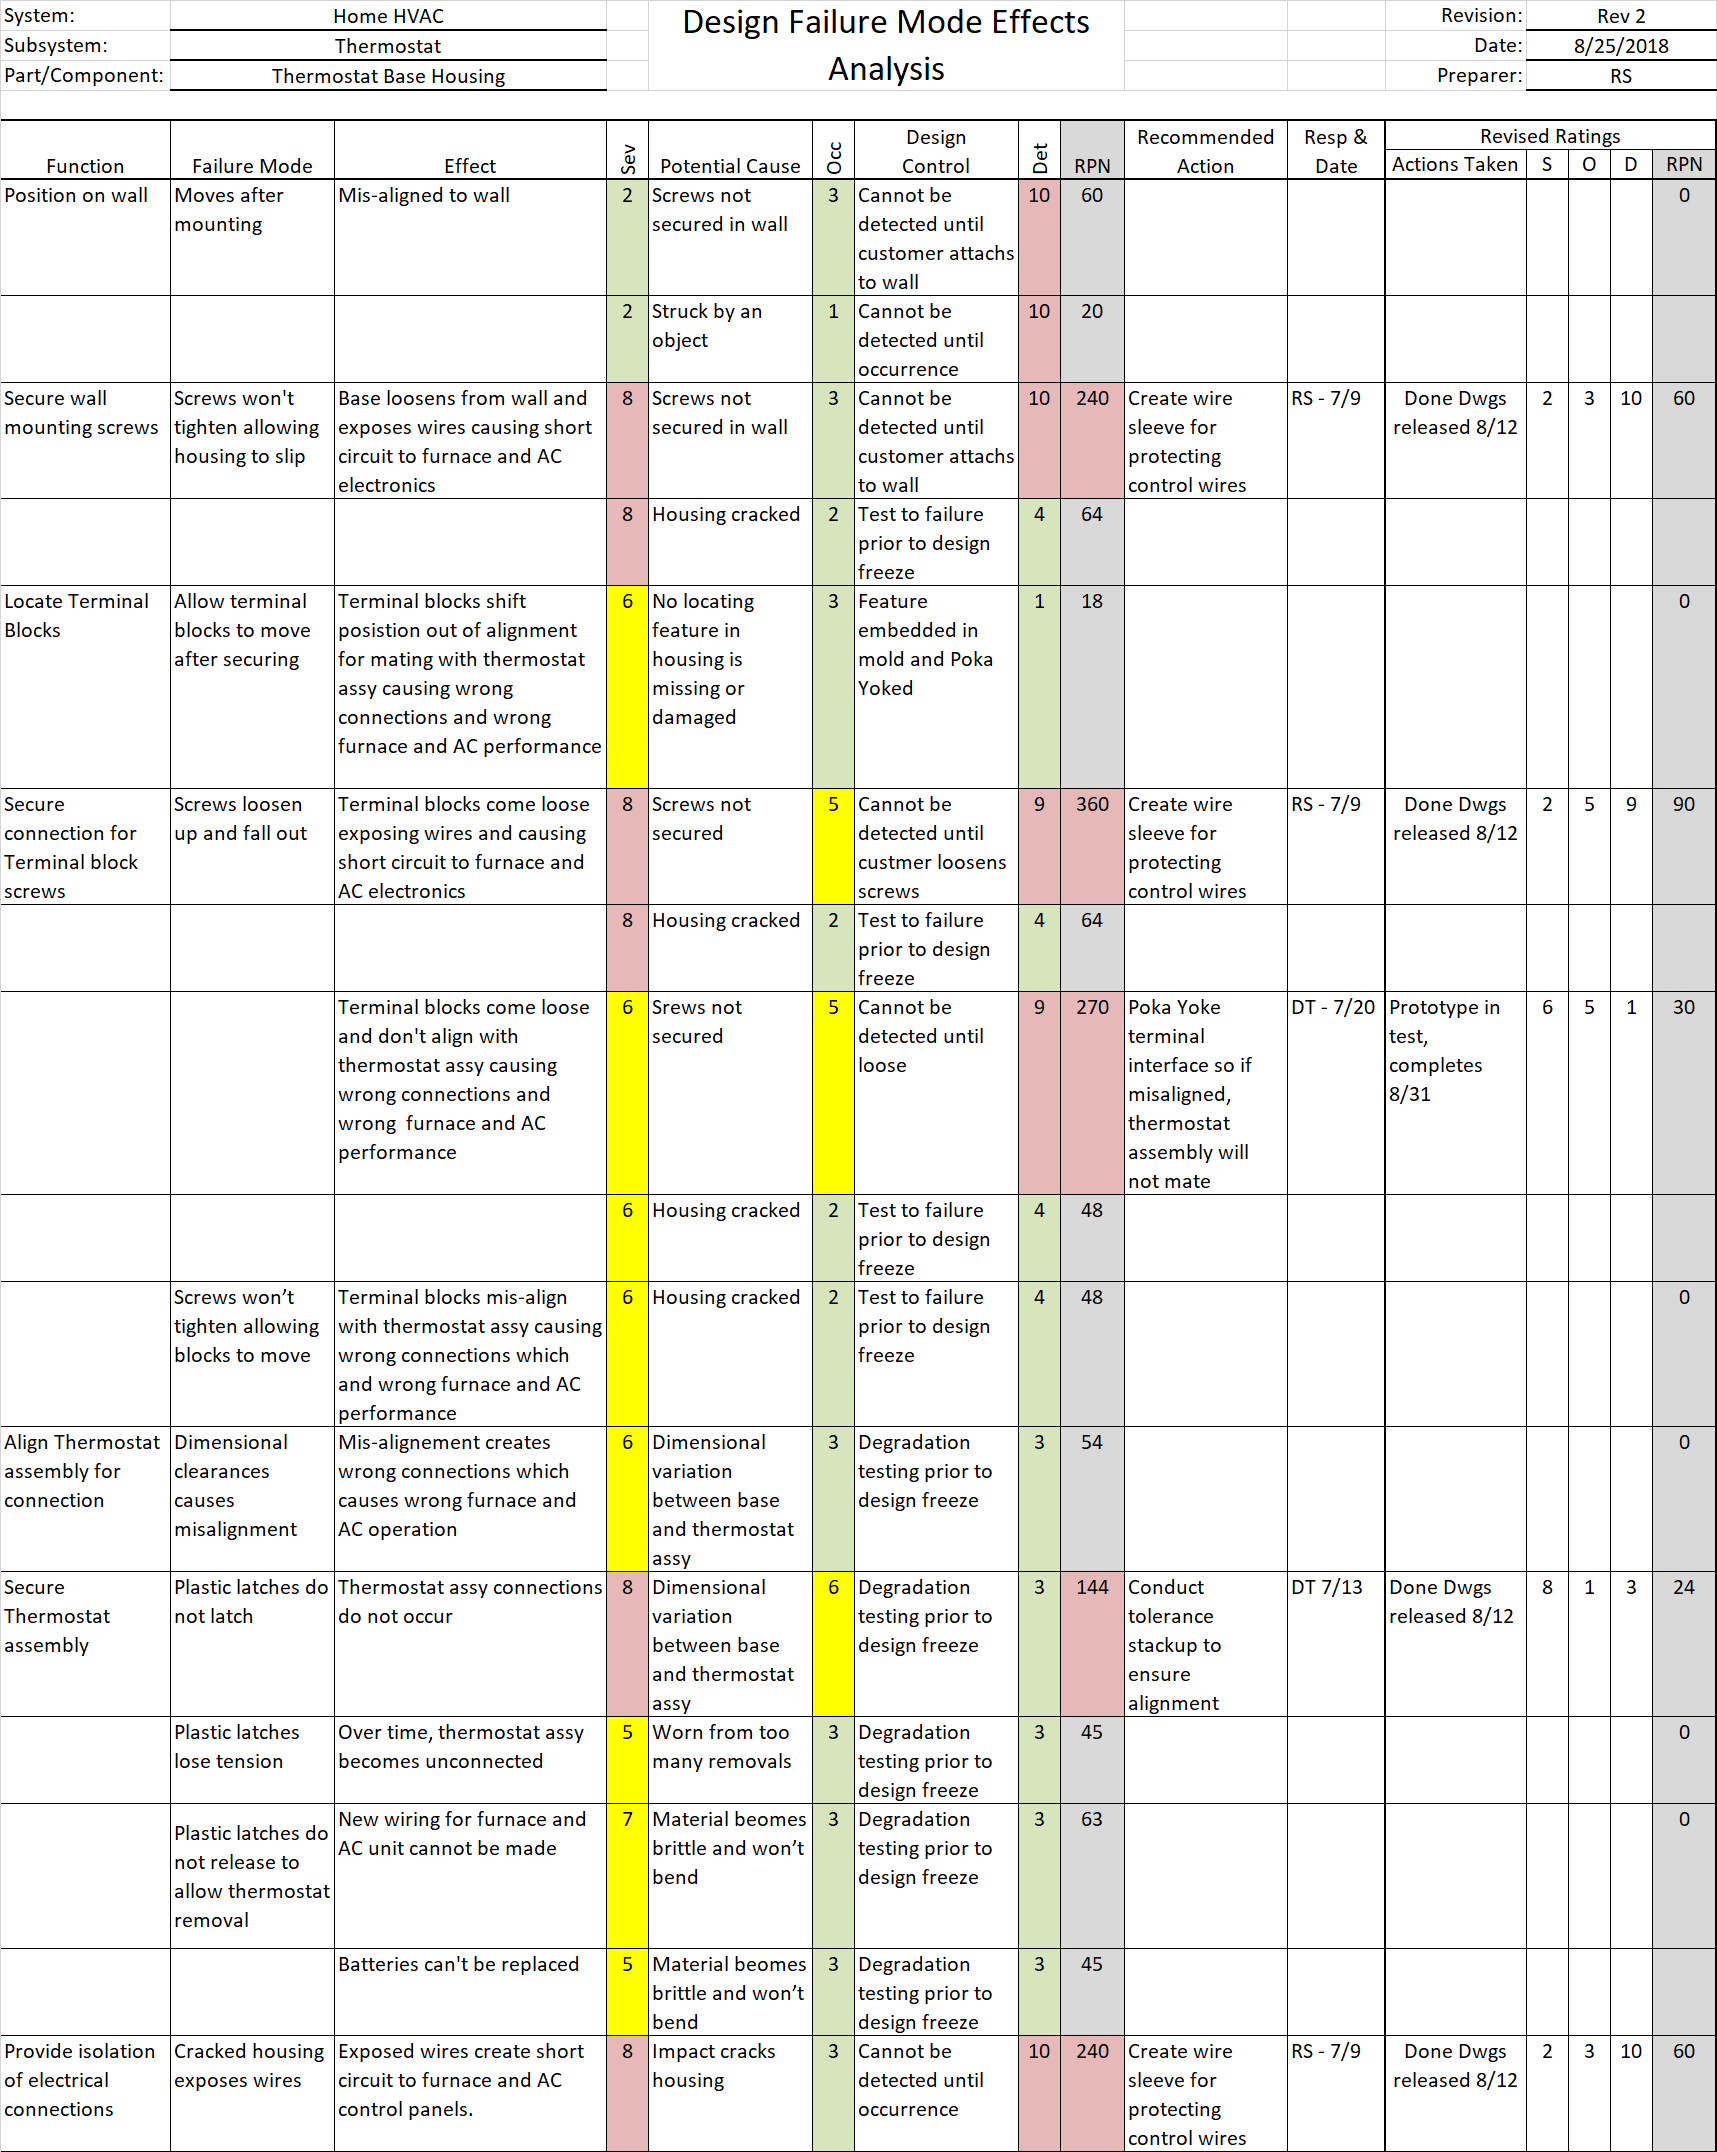 System: Home HVAC Design Failure Mode Effects Revision: Rev 2
Subsystem: Thermostat Analysis Date: 8/25/2018
Part/Component: Thermostat Base Housing Preparer: RS
Function Failure Mode Effect Sev Potential Cause Occ Design Control Det RPN Recommended Action Resp & Date Revised Ratings
Actions Taken S O D RPN
Position on wall
Moves after
mounting
Mis-aligned to wall
2
Screws not
secured in wall
3
Cannot be
detected until
customer attachs
to wall
10
60
0
2
Struck by an
object
1
Cannot be
detected until
occurrence
10
20
Secure wall
mounting screws
Screws won't
tighten allowing
housing to slip
Base loosens from wall and
exposes wires causing short
circuit to furnace and AC
electronics
8
Screws not
secured in wall
3
Cannot be
detected until
customer attachs
to wall
10
240
Create wire
sleeve for
protecting
control wires
RS - 7/9
Done Dwgs
released 8/12
2
3
10
60
8
Housing cracked
2
Test to failure
prior to design
freeze
4
64
Locate Terminal
Blocks
Allow terminal
blocks to move
after securing
Terminal blocks shift
posistion out of alignment
for mating with thermostat
assy causing wrong
connections and wrong
furnace and AC performance
6
No locating
feature in
housing is
missing or
damaged
3
Feature
embedded in
mold and Poka
Yoked
1
18
0
Secure
connection for
Terminal block
screws
Screws loosen
up and fall out
Terminal blocks come loose
exposing wires and causing
short circuit to furnace and
AC electronics
8
Screws not
secured
5
Cannot be
detected until
custmer loosens
screws
9
360
Create wire
sleeve for
protecting
control wires
RS - 7/9
Done Dwgs
released 8/12
2
5
9
90
8
Housing cracked
2
Test to failure
prior to design
freeze
4
64
Terminal blocks come loose
and don't align with
thermostat assy causing
wrong connections and
wrong  furnace and AC
performance
6
Srews not
secured
5
Cannot be
detected until
loose
9
270
Poka Yoke
terminal
interface so if
misaligned,
thermostat
assembly will
not mate
DT - 7/20
Prototype in
test,
completes
8/31
6
5
1
30
6
Housing cracked
2
Test to failure
prior to design
freeze
4
48
Screws won’t
tighten allowing
blocks to move
Terminal blocks mis-align
with thermostat assy causing
wrong connections which
and wrong furnace and AC
performance
6
Housing cracked
2
Test to failure
prior to design
freeze
4
48
0
Align Thermostat
assembly for
connection
Dimensional
clearances
causes
misalignment
Mis-alignement creates
wrong connections which
causes wrong furnace and
AC operation
6
Dimensional
variation
between base
and thermostat
assy
3
Degradation
testing prior to
design freeze
3
54
0
Secure
Thermostat
assembly
Plastic latches do
not latch
Thermostat assy connections
do not occur
8
Dimensional
variation
between base
and thermostat
assy
6
Degradation
testing prior to
design freeze
3
144
Conduct
tolerance
stackup to
ensure
alignment
DT 7/13
Done Dwgs
released 8/12
8
1
3
24
Plastic latches
lose tension
Over time, thermostat assy
becomes unconnected
5
Worn from too
many removals
3
Degradation
testing prior to
design freeze
3
45
0
Plastic latches do
not release to
allow thermostat
removal
New wiring for furnace and
AC unit cannot be made
7
Material beomes
brittle and won’t
bend
3
Degradation
testing prior to
design freeze
3
63
0
Batteries can't be replaced
5
Material beomes
brittle and won’t
bend
3
Degradation
testing prior to
design freeze
3
45
Provide isolation
of electrical
connections
Cracked housing
exposes wires
Exposed wires create short
circuit to furnace and AC
control panels.
8
Impact cracks
housing
3
Cannot be
detected until
occurrence
10
240
Create wire
sleeve for
protecting
control wires
RS - 7/9
Done Dwgs
released 8/12
2
3
10
60